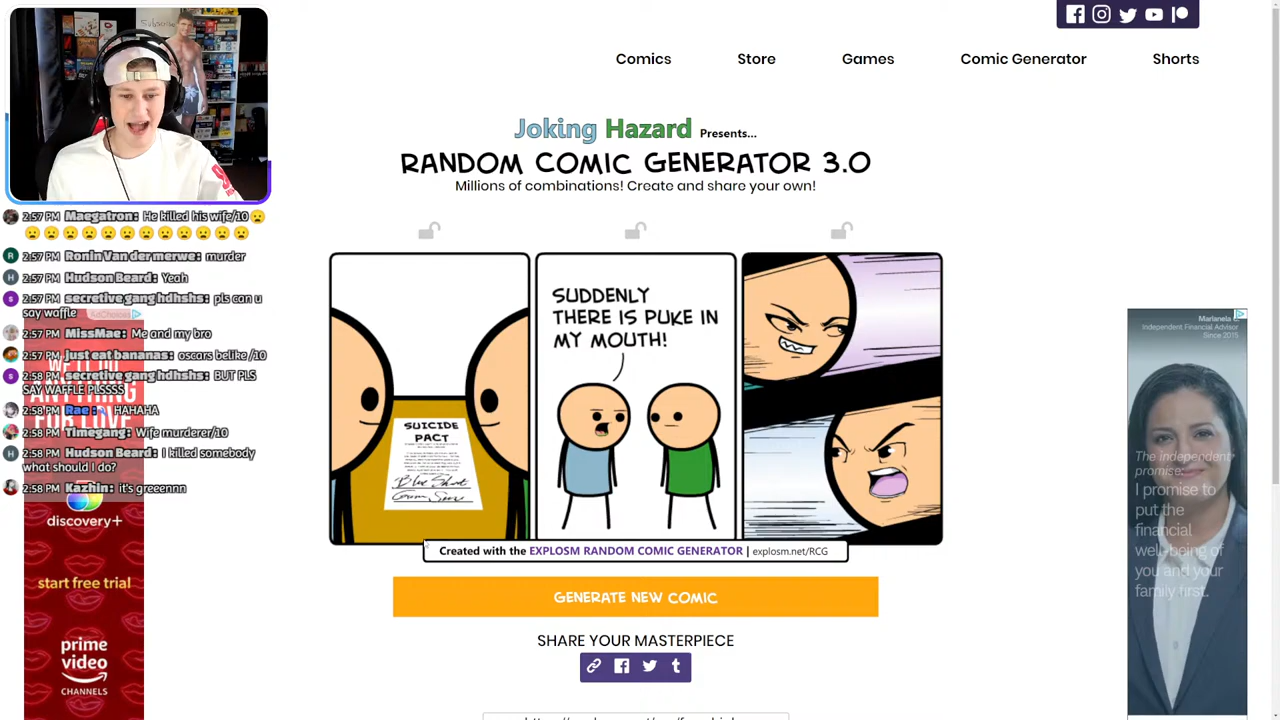 Subscribe
Comics
Store
Games
Comic Generator
Shorts
Joking Hazard Presents...
RANDOM COMIC GENERATOR 3.0
Millions of combinations! Create and share your own!
2:57 PM Maegatron: He killed his wife/10
2:57 PM RoninVan der merwe: murder
2:57 PM Hudson Beard: Yeah
2:57 PM secretive gang hdhshs: pls can u
say waffle
2:57 PM MissMae: Me and my bro
2:57 PM just eat bananas: oscars belike /10
2:58 PM secretive gang hdhshs: BUT PLS
SAY WAFFLE PLSSSS
2:58 PM Rae: HAHAHA
2:58 PM Timegang: Wife murderer/10
2:58 PM Hudson Beard: I killed somebody
what should I do?
2:58 PM Kazhin: it's greeennn
AdChoices
discovery+
start free trial
prime
video
CHANNELS
SUICIDE
PACT
SUDDENLY
THERE IS PUKE IN
MY MOUTH!
Created with the EXPLOSM RANDOM COMIC GENERATOR | explosm.net/RCG
GENERATE NEW COMIC
SHARE YOUR MASTERPIECE
Independent Financial Advisor
Since 2015
The independent
promise:
I promise to
put the
financial
well-being of
you and your
family first.